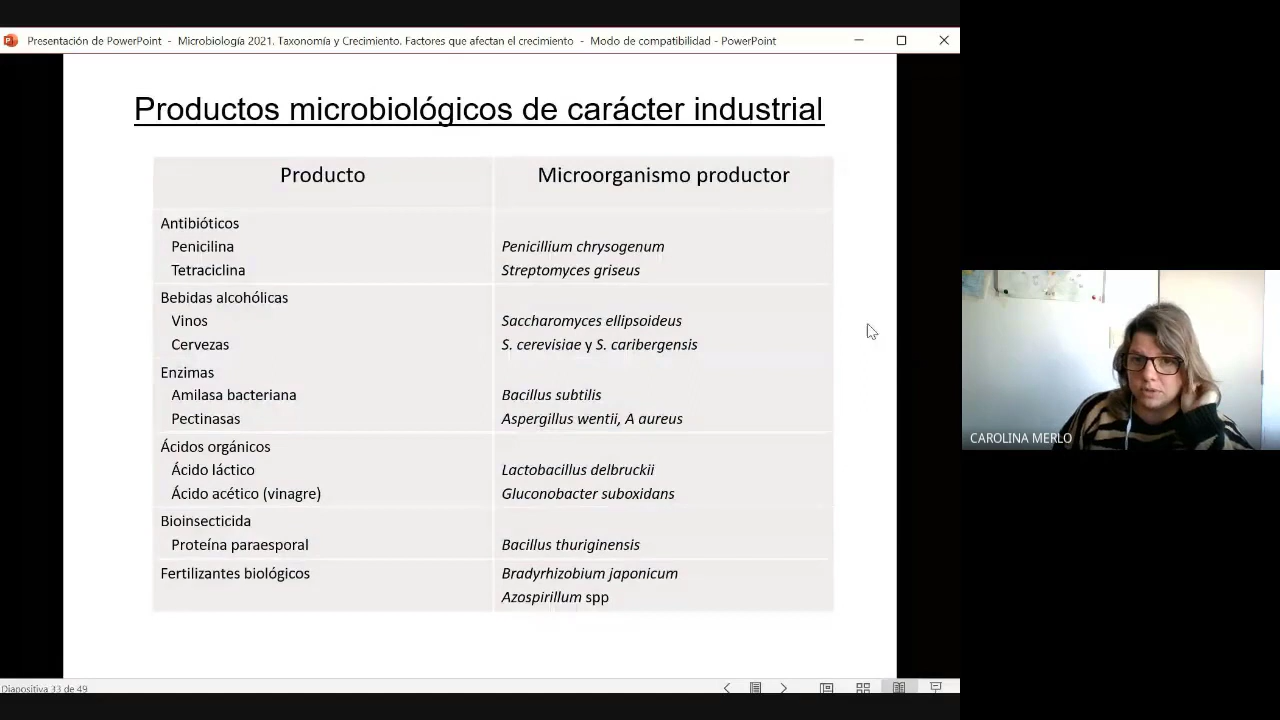 Presentación de PowerPoint - Microbiología 2021. Taxonomía y Crecimiento. Factores que afectan el crecimiento - Modo de compatibilidad - PowerPoint
Productos microbiológicos de carácter industrial
Producto Microorganismo productor
Antibióticos
Penicilina Penicillium chrysogenum
Tetraciclina Streptomyces griseus
Bebidas alcohólicas
Vinos Saccharomyces ellipsoideus
Cervezas S. cerevisiae y S. caribergensis
Enzimas
Amilasa bacteriana Bacillus subtilis
Pectinasas Aspergillus wentii, A aureus
Ácidos orgánicos
Ácido láctico Lactobacillus delbruckii
Ácido acético (vinagre) Gluconobacter suboxidans
Bioinsecticida
Proteína paraesporal Bacillus thuriginensis
Fertilizantes biológicos Bradyrhizobium japonicum
Azospirillum spp
CAROLINA MERLO
Diapositiva 33 de 49